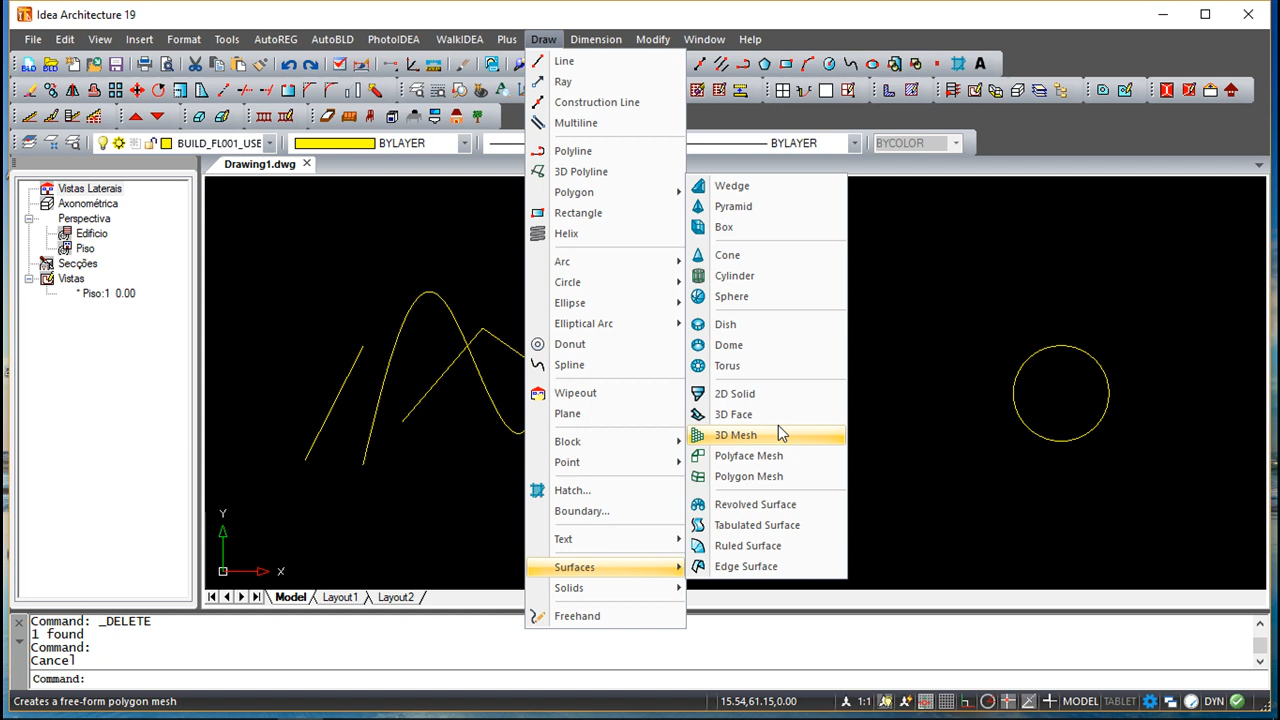 Idea Architecture 19
File Edit View Insert Format Tools AutoREG AutoBLD PhotoIDEA WalkIDEA Plus Draw Dimension Modify Window Help
BUILD_FL001_USE BYLAYER BYLAYER BYCOLOR
Drawing1.dwg
Vistas Laterais
Axonométrica
Perspectiva
Edificio
Piso
Secções
Vistas
* Piso:1 0.00
Line
Ray
Construction Line
Multiline
Polyline
3D Polyline
Polygon
Rectangle
Helix
Arc
Circle
Ellipse
Elliptical Arc
Donut
Spline
Wipeout
Plane
Block
Point
Hatch...
Boundary...
Text
Surfaces
Solids
Freehand
Wedge
Pyramid
Box
Cone
Cylinder
Sphere
Dish
Dome
Torus
2D Solid
3D Face
3D Mesh
Polyface Mesh
Polygon Mesh
Revolved Surface
Tabulated Surface
Ruled Surface
Edge Surface
Y
X
Model Layout1 Layout2
Command: _DELETE
1 found
Command:
Cancel
Command:
Creates a free-form polygon mesh 15.54,61.15,0.00 1:1 MODEL TABLET DYN